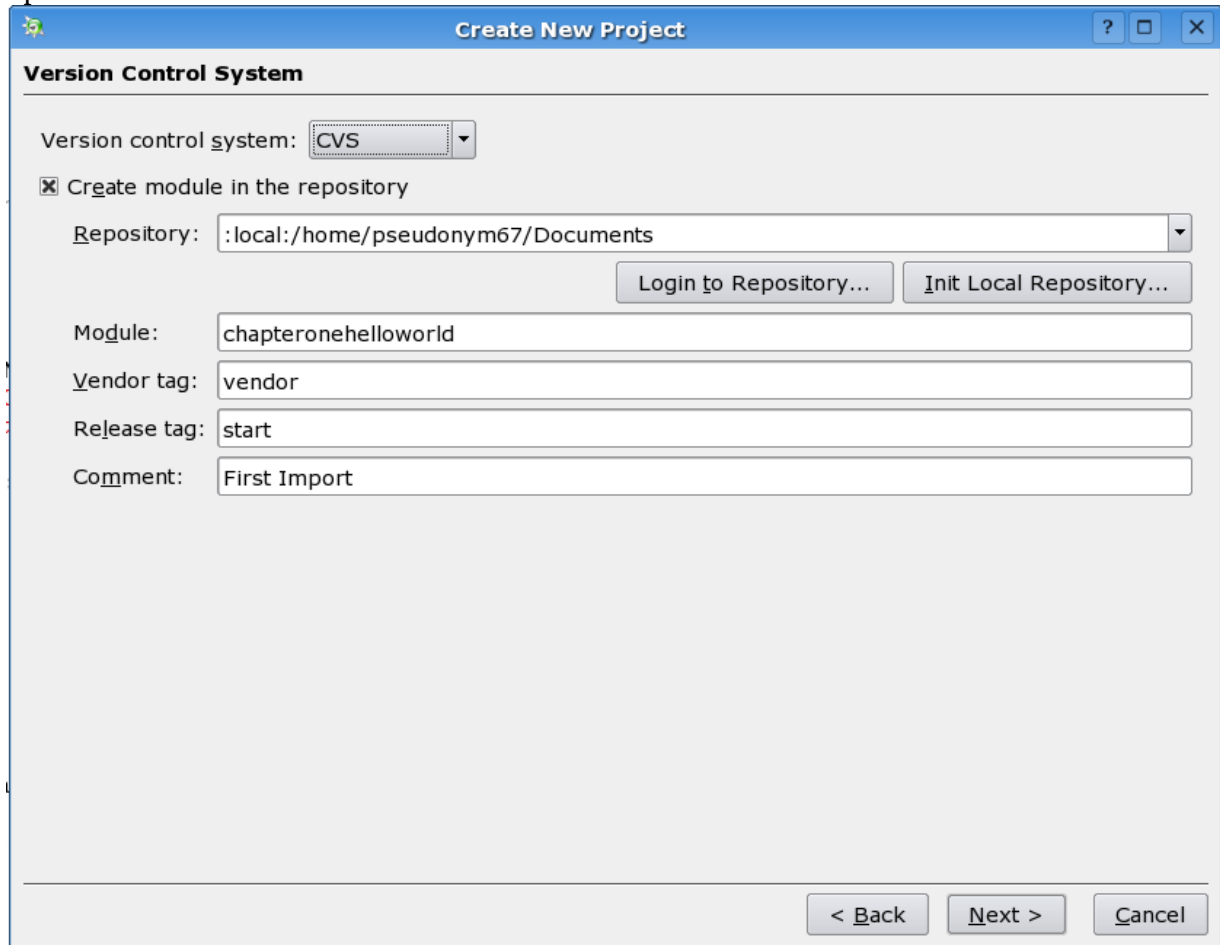 Create New Project
Version Control System
Version control system: CVS
Create module in the repository
Repository: :local:/home/pseudonym67/Documents
Login to Repository... Init Local Repository...
Module: chapteronehelloworld
Vendor tag: vendor
Release tag: start
Comment: First Import
< Back Next > Cancel